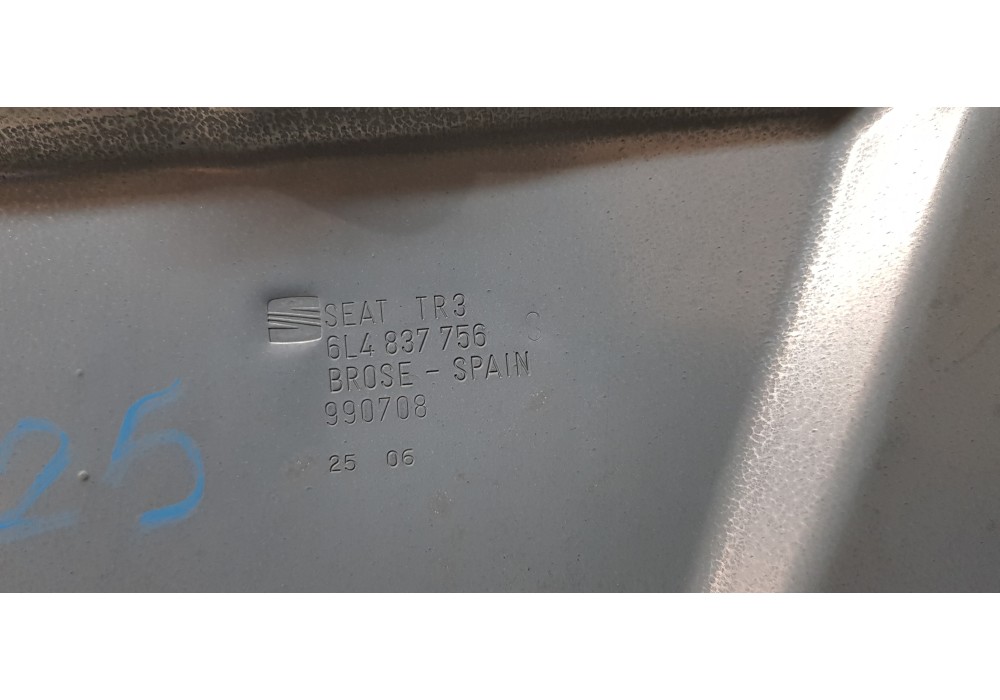 SEAT TR3
6L4 837 756
BROSE - SPAIN
990708
25 06
25